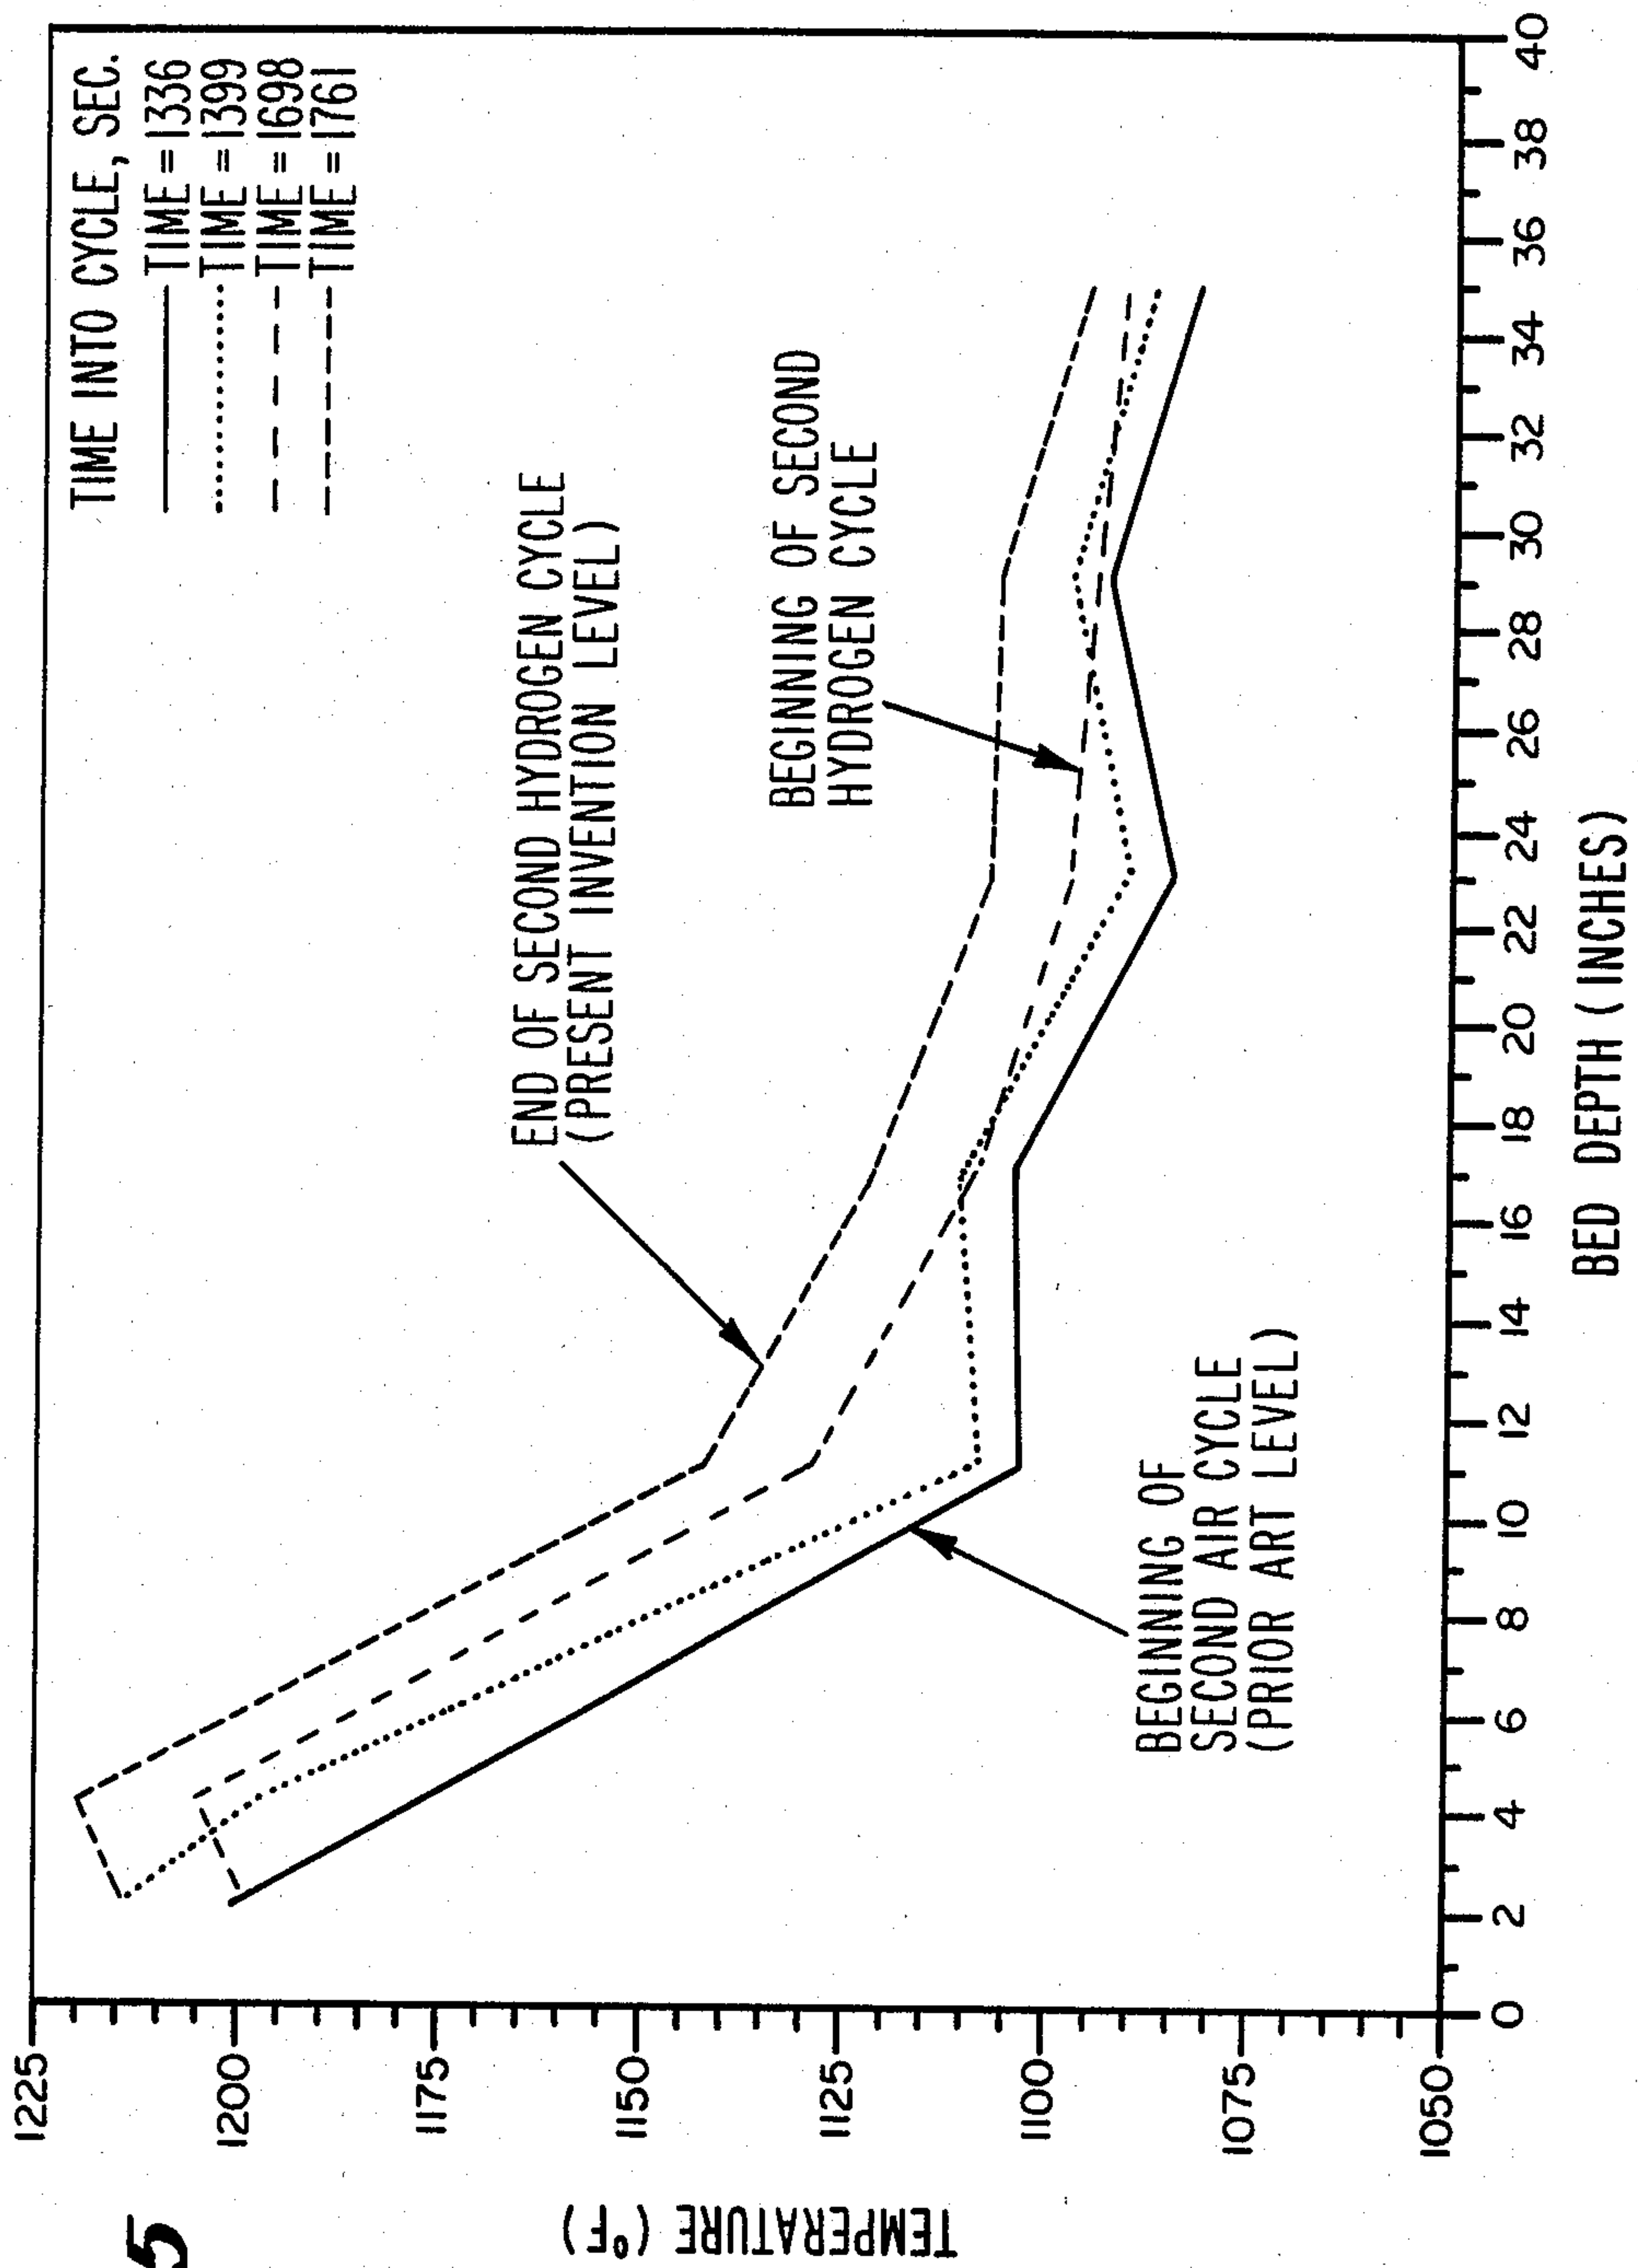 5
TIME INTO CYCLE, SEC.
TIME = 1336
TIME = 1399
TIME = 1698
TIME = 1761
END OF SECOND HYDROGEN CYCLE
(PRESENT INVENTION LEVEL)
BEGINNING OF SECOND
HYDROGEN CYCLE
BEGINNING OF
SECOND AIR CYCLE
(PRIOR ART LEVEL)
TEMPERATURE (°F)
1225
1200
1175
1150
1125
1100
1075
1050
0 2 4 6 8 10 12 14 16 18 20 22 24 26 28 30 32 34 36 38 40
BED DEPTH (INCHES)